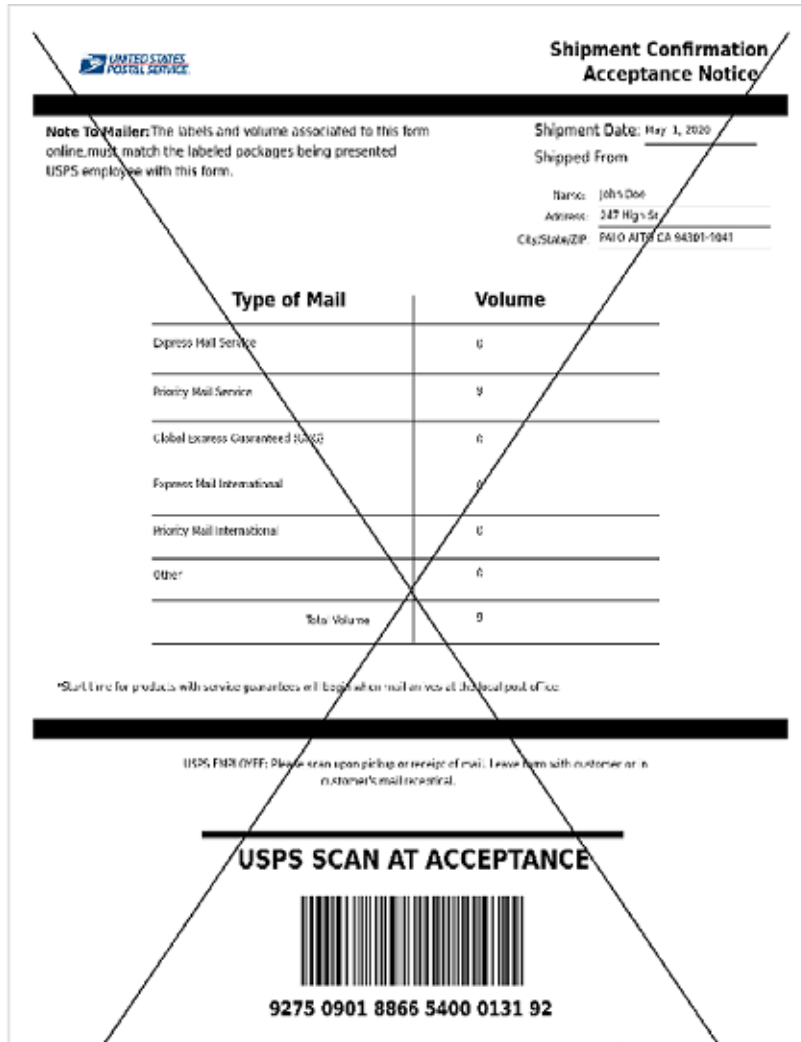 UNITED STATES
POSTAL SERVICE.
Shipment Confirmation
Acceptance Notice
Note To Mailer: The labels and volume associated to this form
online, must match the labeled packages being presented
USPS employee with this form.
Shipment Date: May 1, 2020
Shipped From
Name: John Doe
Address: 247 High St
City/State/ZIP: PALO ALTO CA 94301-1041
Type of Mail Volume
Express Mail Service 0
Priority Mail Service 9
Global Express Guaranteed (GXG) 0
Express Mail International 0
Priority Mail International 0
Other 0
Total Volume 9
*Start time for products with service guarantees will begin when mail arrives at the local post office.
USPS EMPLOYEE: Please scan upon pickup or receipt of mail. Leave form with customer or in
customer's mail receptical.
USPS SCAN AT ACCEPTANCE
9275 0901 8866 5400 0131 92